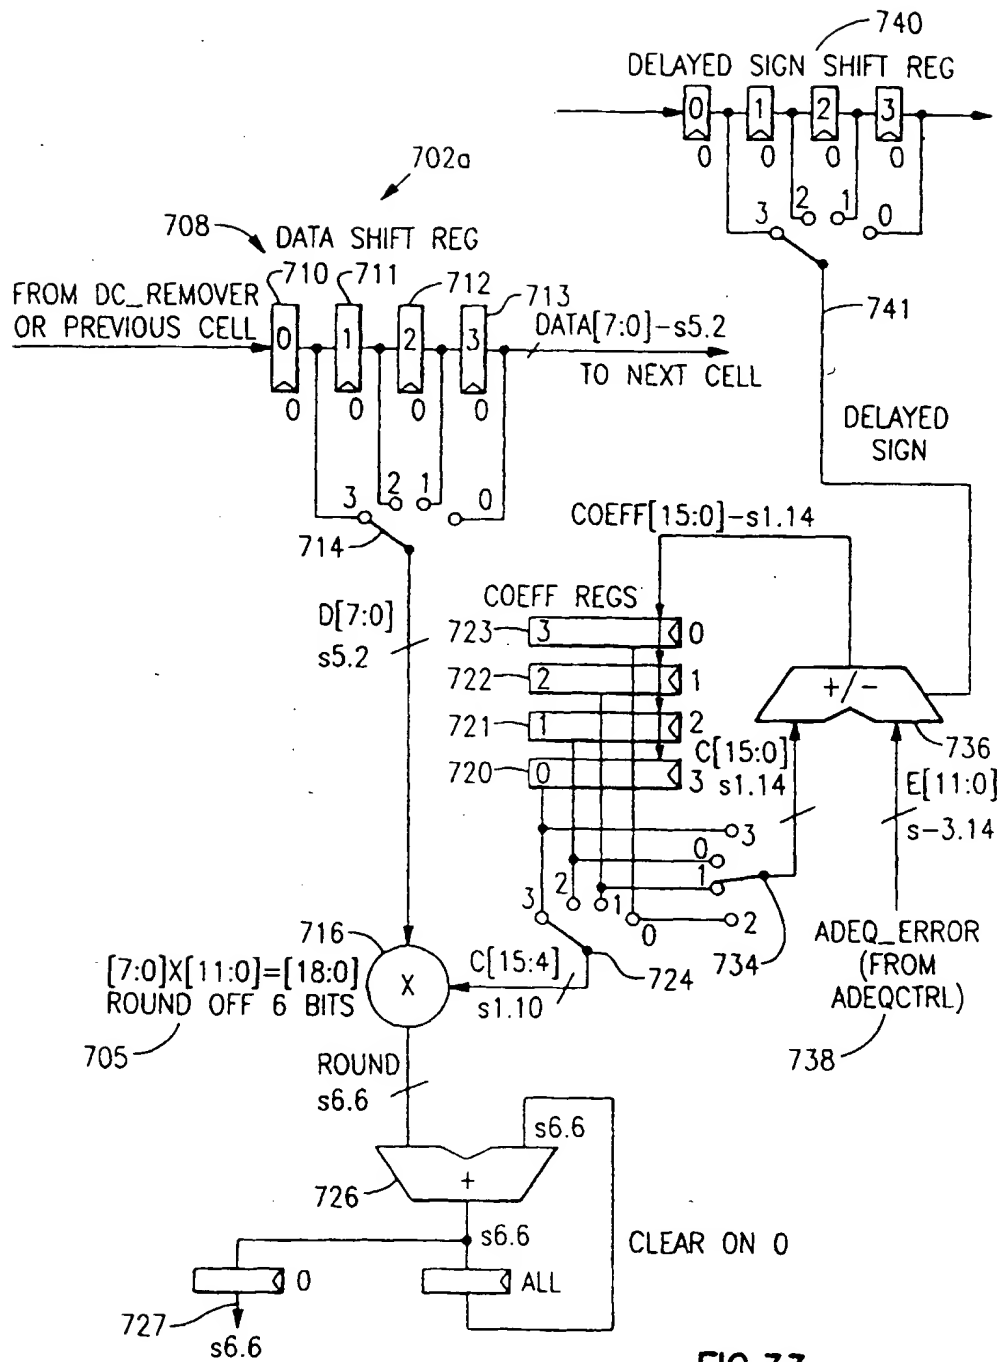 740
DELAYED SIGN SHIFT REG
0 1 2 3
0 0 0 0
3 2 1 0
702a
708
DATA SHIFT REG
710 711 712 713
FROM DC_REMOVER
OR PREVIOUS CELL
0 1 2 3
DATA[7:0]-s5.2
TO NEXT CELL
0 0 0 0
741
DELAYED
SIGN
3 2 1 0
714
COEFF[15:0]-s1.14
D[7:0]
s5.2
COEFF REGS
723 3 0
722 2 1
721 1 2
720 0 3
+/-
736
C[15:0]
s1.14
E[11:0]
s-3.14
3
0
1
2
3 2 1 0
724
734
ADEQ_ERROR
(FROM
ADEQCTRL)
738
716
[7:0]X[11:0]=[18:0]
ROUND OFF 6 BITS
705
X
C[15:4]
s1.10
ROUND
s6.6
s6.6
726
+
s6.6
CLEAR ON 0
0
ALL
727
s6.6